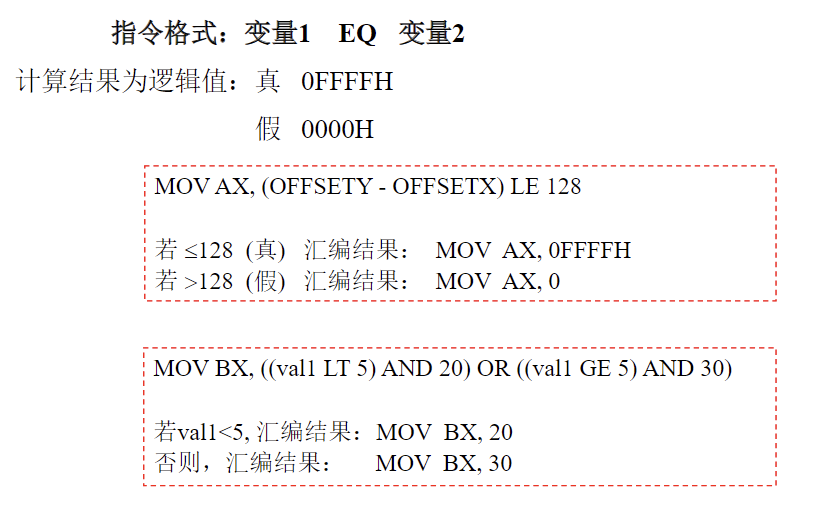 指令格式：变量1 EQ 变量2
计算结果为逻辑值：真 0FFFFH
假 0000H
MOV AX, (OFFSETY - OFFSETX) LE 128
若 ≤128 (真) 汇编结果： MOV AX, 0FFFFH
若 >128 (假) 汇编结果： MOV AX, 0
MOV BX, ((val1 LT 5) AND 20) OR ((val1 GE 5) AND 30)
若val1<5, 汇编结果：MOV BX, 20
否则，汇编结果： MOV BX, 30